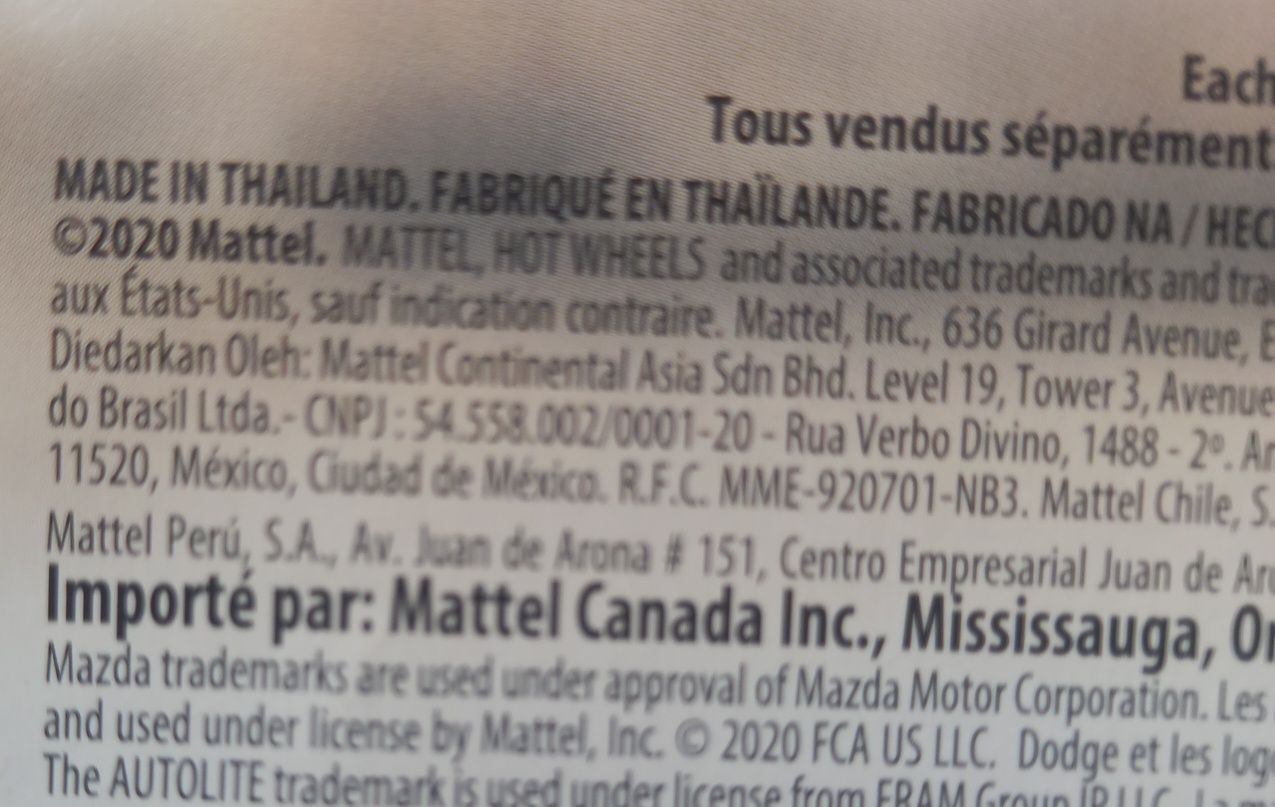 Each
Tous vendus séparément
MADE IN THAILAND. FABRIQUÉ EN THAÏLANDE. FABRICADO NA / HEC
©2020 Mattel. MATTEL, HOT WHEELS and associated trademarks and tra
aux États-Unis, sauf indication contraire. Mattel, Inc., 636 Girard Avenue, E
Diedarkan Oleh: Mattel Continental Asia Sdn Bhd. Level 19, Tower 3, Avenue
do Brasil Ltda.- CNPJ : 54.558.002/0001-20 - Rua Verbo Divino, 1488 - 2º. An
11520, México, Ciudad de México. R.F.C. MME-920701-NB3. Mattel Chile, S.
Mattel Perú, S.A., Av. Juan de Arona # 151, Centro Empresarial Juan de Aro
Importé par: Mattel Canada Inc., Mississauga, On
Mazda trademarks are used under approval of Mazda Motor Corporation. Les
and used under license by Mattel, Inc. © 2020 FCA US LLC. Dodge et les log
The AUTOLITE trademark is used under license from FRAM Group IP LLC.